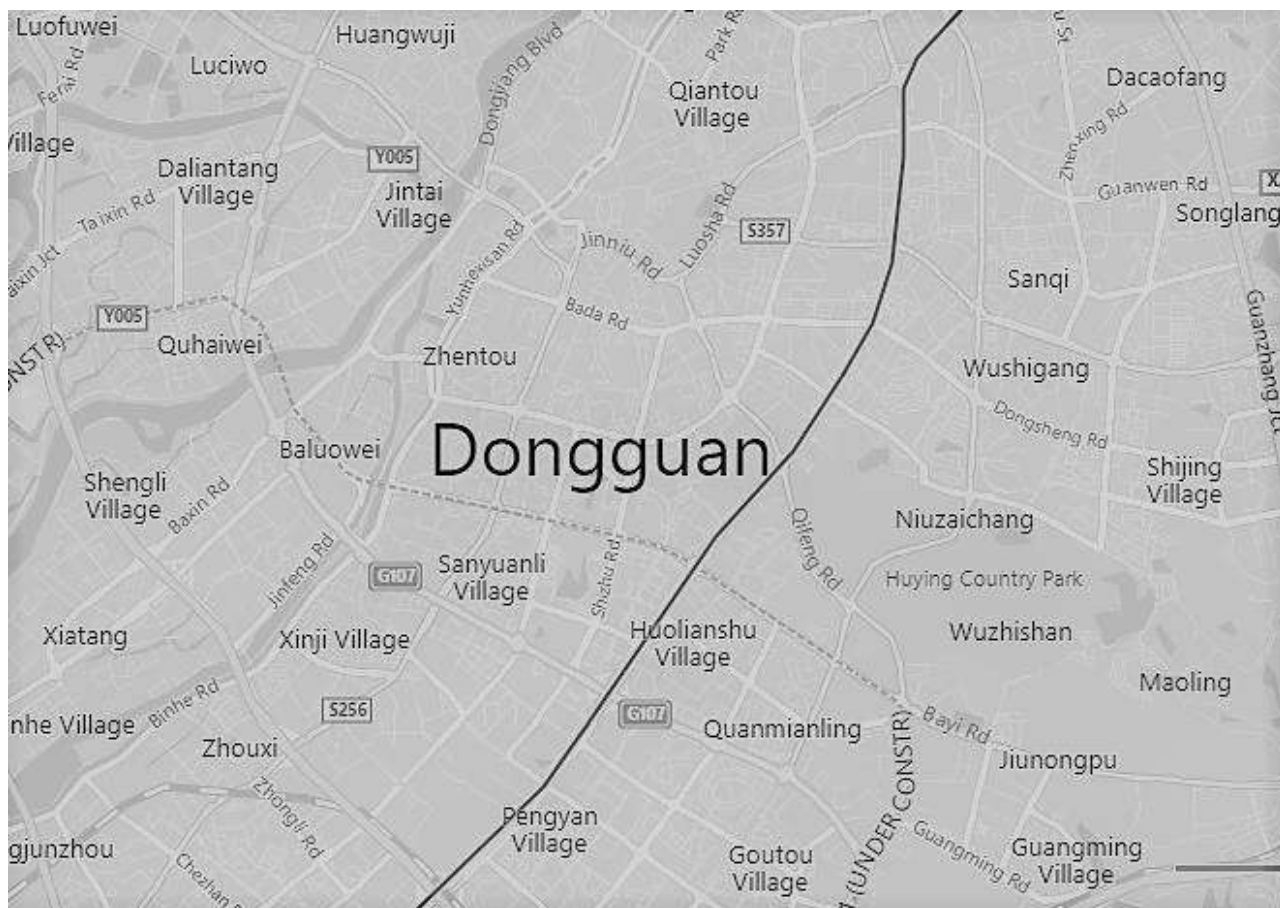 Luofuwei
Huangwuji
Park Rd
Luciwo
Dongjiang Blvd
Qiantou
Village
Dacaofang
Village
Y005
Daliantang
Village
Jintai
Village
Zhenxing Rd
Guanwen Rd
Songlang
Taixin Rd
S357
Luosha Rd
Jinniu Rd
Sanqi
Y005
Bada Rd
Quhaiwei
Zhentou
Wushigang
Guanzhang Jct
Dongsheng Rd
Dongguan
Baluowei
Shengli
Village
Baxin Rd
Shijing
Village
Niuzaichang
Qifeng Rd
Jinfeng Rd
G107
Sanyuanli
Village
Shizhu Rd
Huying Country Park
Xiatang
Xinji Village
Huolianshu
Village
Wuzhishan
Maoling
Binhe Rd
S256
G107
nhe Village
Quanmianling
Bayi Rd
Zhouxi
Jiunongpu
Zhongli Rd
Pengyan
Village
(UNDER CONSTR)
gjunzhou
Chezhan
Goutou
Village
Guangming Rd
Guangming
Village